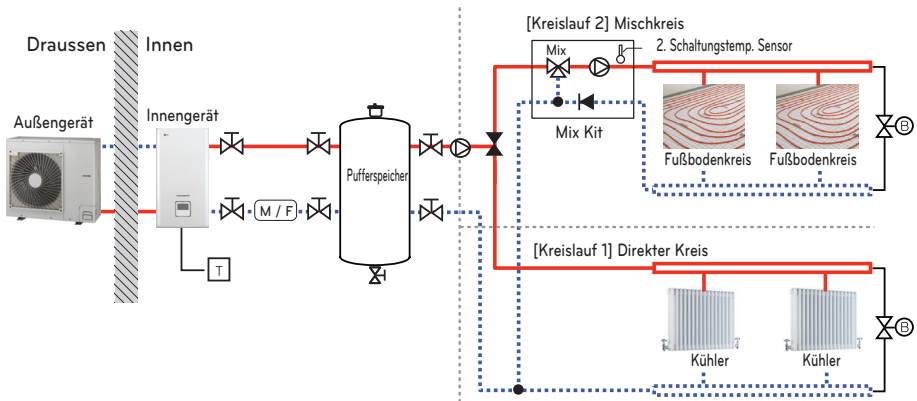 [Kreislauf 2] Mischkreis
Draussen
Innen
Mix
2. Schaltungstemp. Sensor
Außengerät
Innengerät
Mix Kit
B
Pufferspeicher
Fußbodenkreis
Fußbodenkreis
M / F
[Kreislauf 1] Direkter Kreis
T
B
Kühler
Kühler